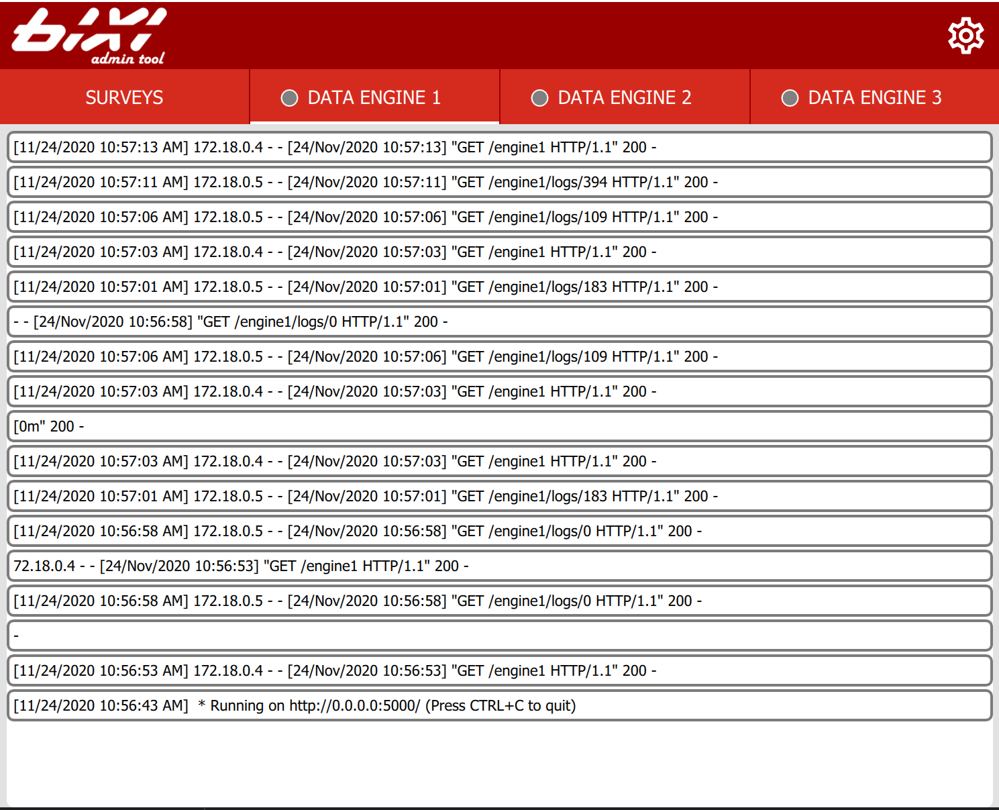 bixi
admin tool
SURVEYS
DATA ENGINE 1
DATA ENGINE 2
DATA ENGINE 3
[11/24/2020 10:57:13 AM] 172.18.0.4 - - [24/Nov/2020 10:57:13] "GET /engine1 HTTP/1.1" 200 -
[11/24/2020 10:57:11 AM] 172.18.0.5 - - [24/Nov/2020 10:57:11] "GET /engine1/logs/394 HTTP/1.1" 200 -
[11/24/2020 10:57:06 AM] 172.18.0.5 - - [24/Nov/2020 10:57:06] "GET /engine1/logs/109 HTTP/1.1" 200 -
[11/24/2020 10:57:03 AM] 172.18.0.4 - - [24/Nov/2020 10:57:03] "GET /engine1 HTTP/1.1" 200 -
[11/24/2020 10:57:01 AM] 172.18.0.5 - - [24/Nov/2020 10:57:01] "GET /engine1/logs/183 HTTP/1.1" 200 -
- - [24/Nov/2020 10:56:58] "GET /engine1/logs/0 HTTP/1.1" 200 -
[11/24/2020 10:57:06 AM] 172.18.0.5 - - [24/Nov/2020 10:57:06] "GET /engine1/logs/109 HTTP/1.1" 200 -
[11/24/2020 10:57:03 AM] 172.18.0.4 - - [24/Nov/2020 10:57:03] "GET /engine1 HTTP/1.1" 200 -
[0m" 200 -
[11/24/2020 10:57:03 AM] 172.18.0.4 - - [24/Nov/2020 10:57:03] "GET /engine1 HTTP/1.1" 200 -
[11/24/2020 10:57:01 AM] 172.18.0.5 - - [24/Nov/2020 10:57:01] "GET /engine1/logs/183 HTTP/1.1" 200 -
[11/24/2020 10:56:58 AM] 172.18.0.5 - - [24/Nov/2020 10:56:58] "GET /engine1/logs/0 HTTP/1.1" 200 -
72.18.0.4 - - [24/Nov/2020 10:56:53] "GET /engine1 HTTP/1.1" 200 -
[11/24/2020 10:56:58 AM] 172.18.0.5 - - [24/Nov/2020 10:56:58] "GET /engine1/logs/0 HTTP/1.1" 200 -
-
[11/24/2020 10:56:53 AM] 172.18.0.4 - - [24/Nov/2020 10:56:53] "GET /engine1 HTTP/1.1" 200 -
[11/24/2020 10:56:43 AM]  * Running on http://0.0.0.0:5000/ (Press CTRL+C to quit)